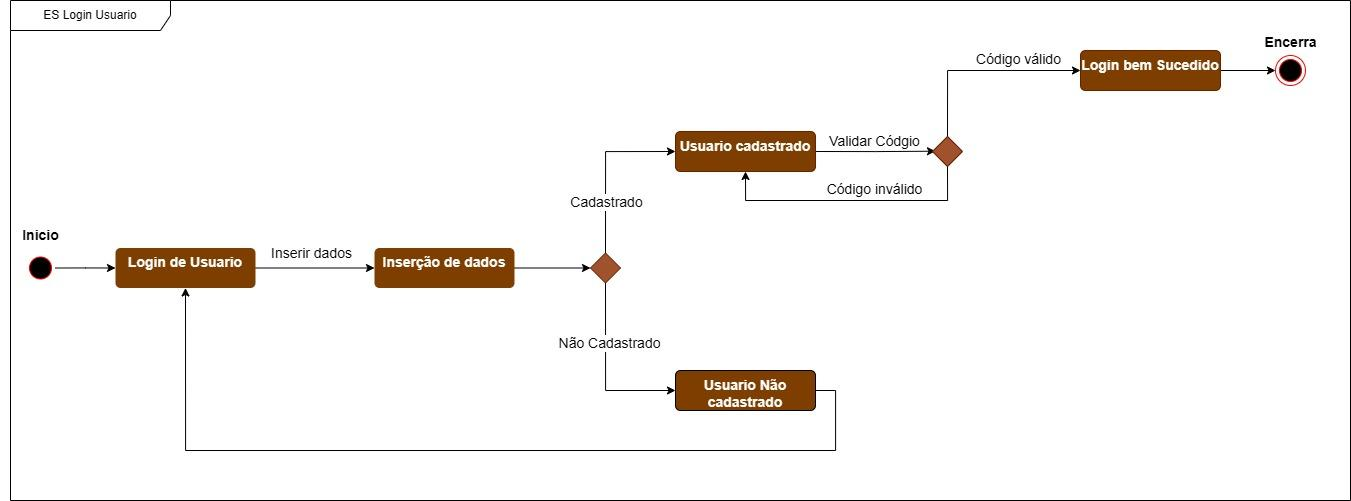 ES Login Usuario
Encerra
Código válido
Login bem Sucedido
Usuario cadastrado
Validar Códgio
Código inválido
Cadastrado
Inicio
Login de Usuario
Inserir dados
Inserção de dados
Não Cadastrado
Usuario Não
cadastrado